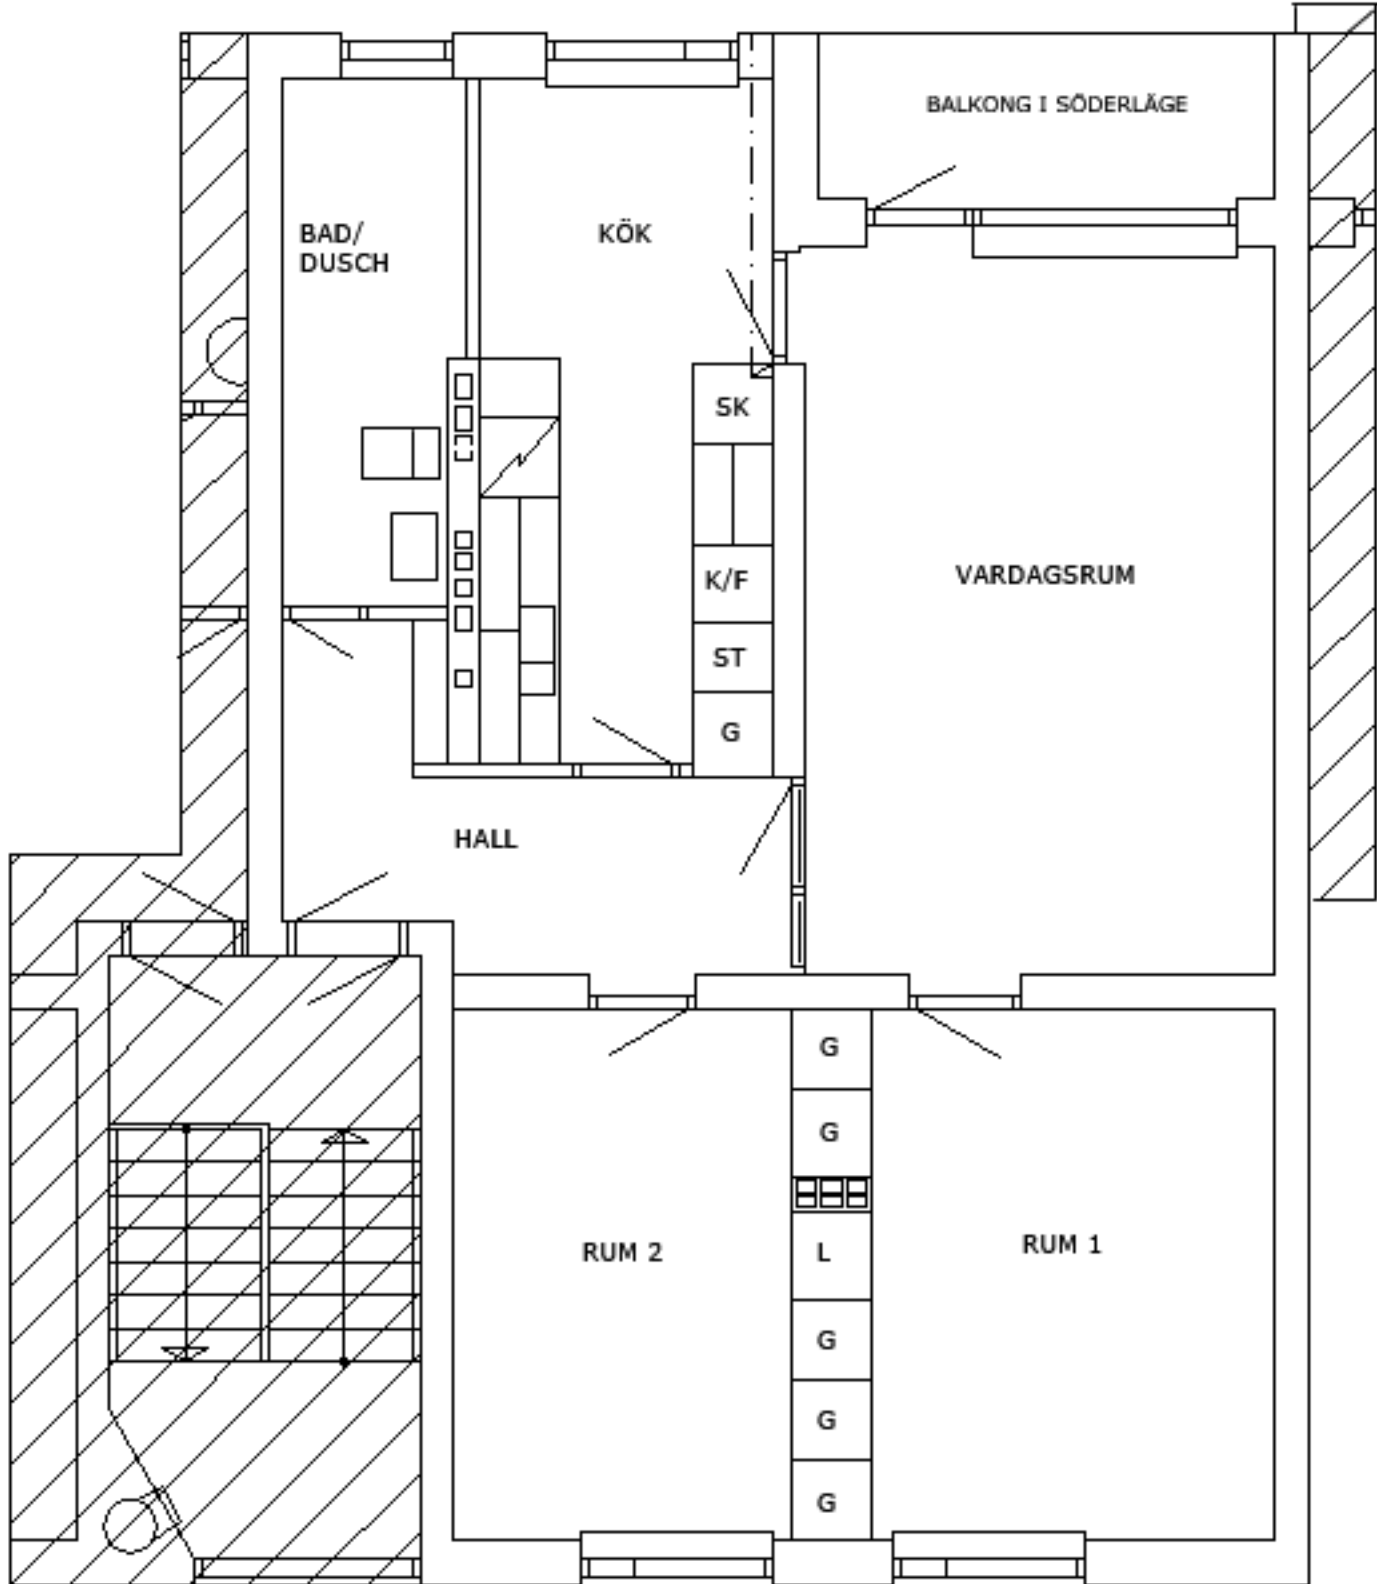 BALKONG I SÖDERLÄGE
BAD/
DUSCH
KÖK
SK
K/F
ST
G
VARDAGSRUM
HALL
G
G
L
G
G
G
RUM 2
RUM 1